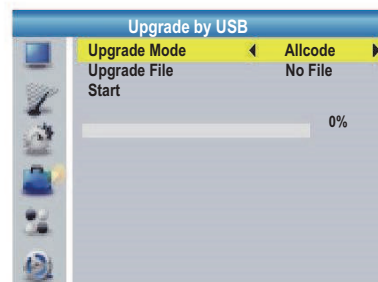 Upgrade by USB
Upgrade Mode Allcode
Upgrade File No File
Start
0%